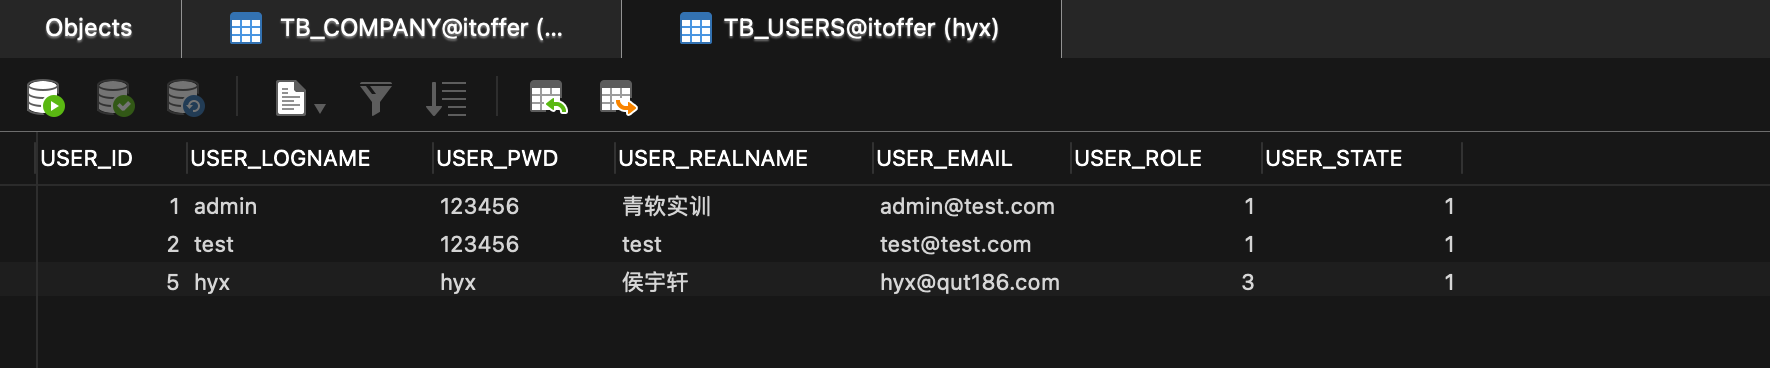 Objects TB_COMPANY@itoffer (... TB_USERS@itoffer (hyx)
USER_ID USER_LOGNAME USER_PWD USER_REALNAME USER_EMAIL USER_ROLE USER_STATE
1 admin 123456 青软实训 admin@test.com 1 1
2 test 123456 test test@test.com 1 1
5 hyx hyx 侯宇轩 hyx@qut186.com 3 1